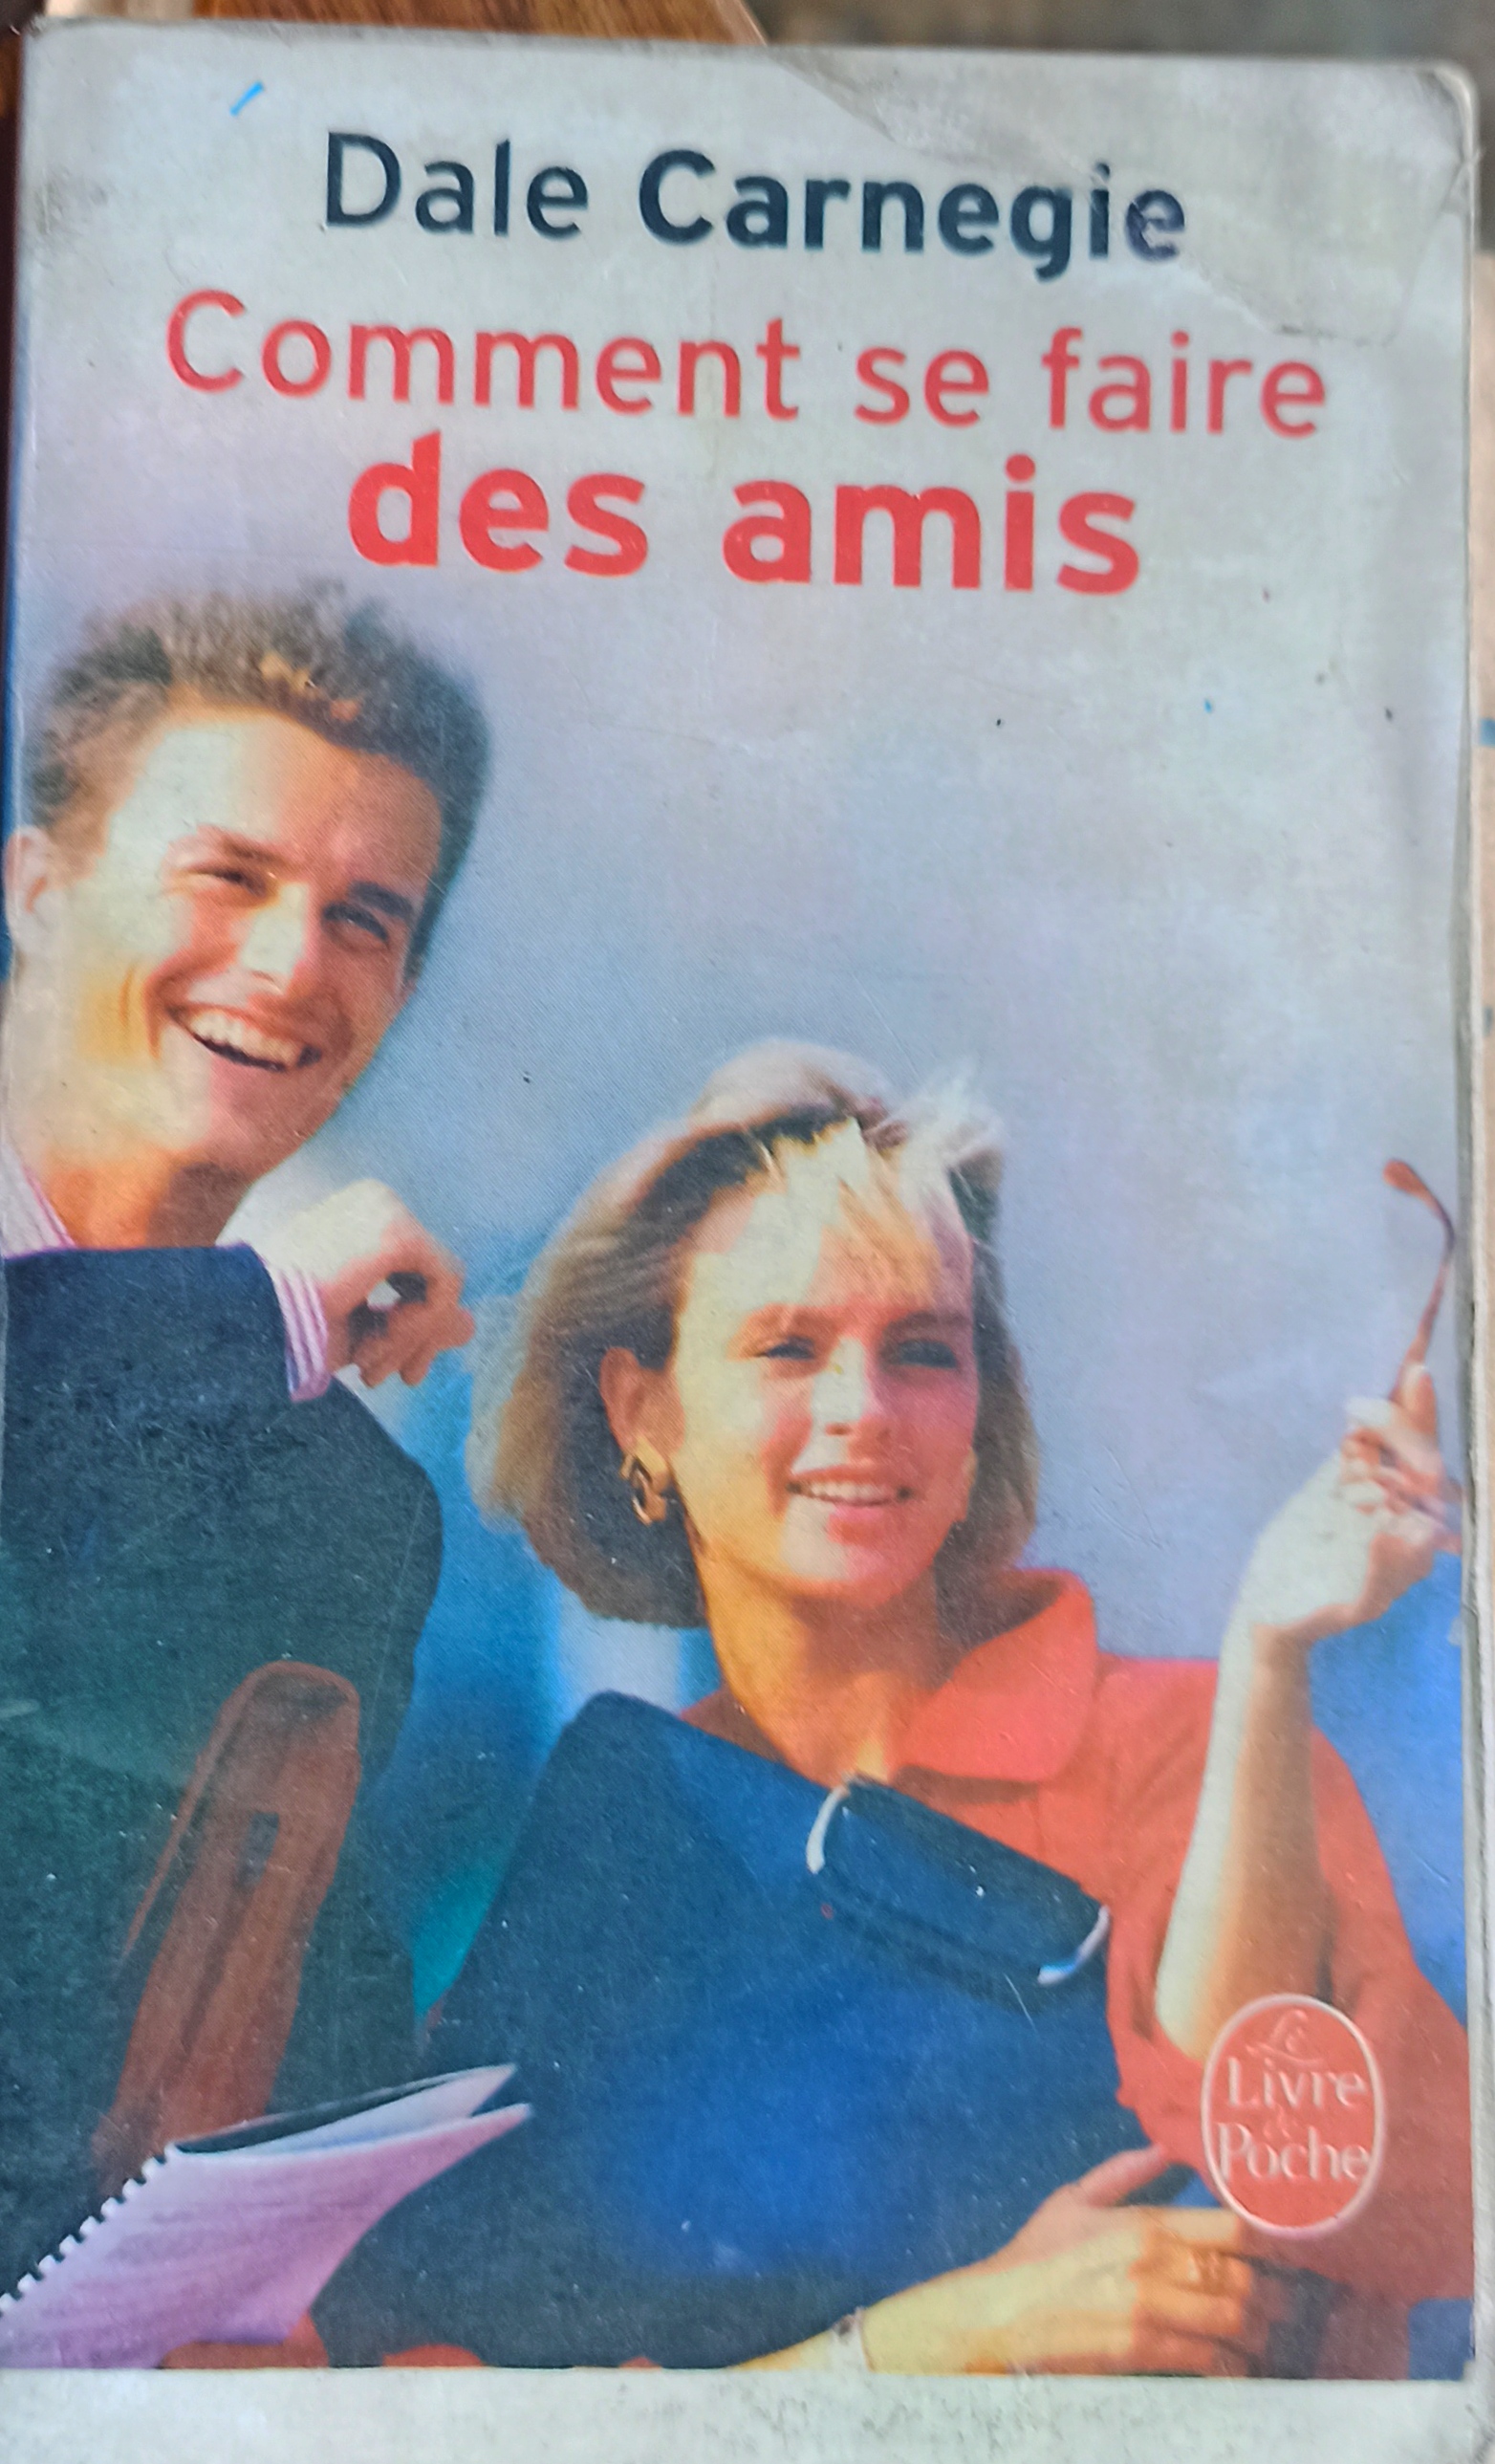 Dale Carnegie
Comment se faire
des amis
Le
Livre
de
Poche